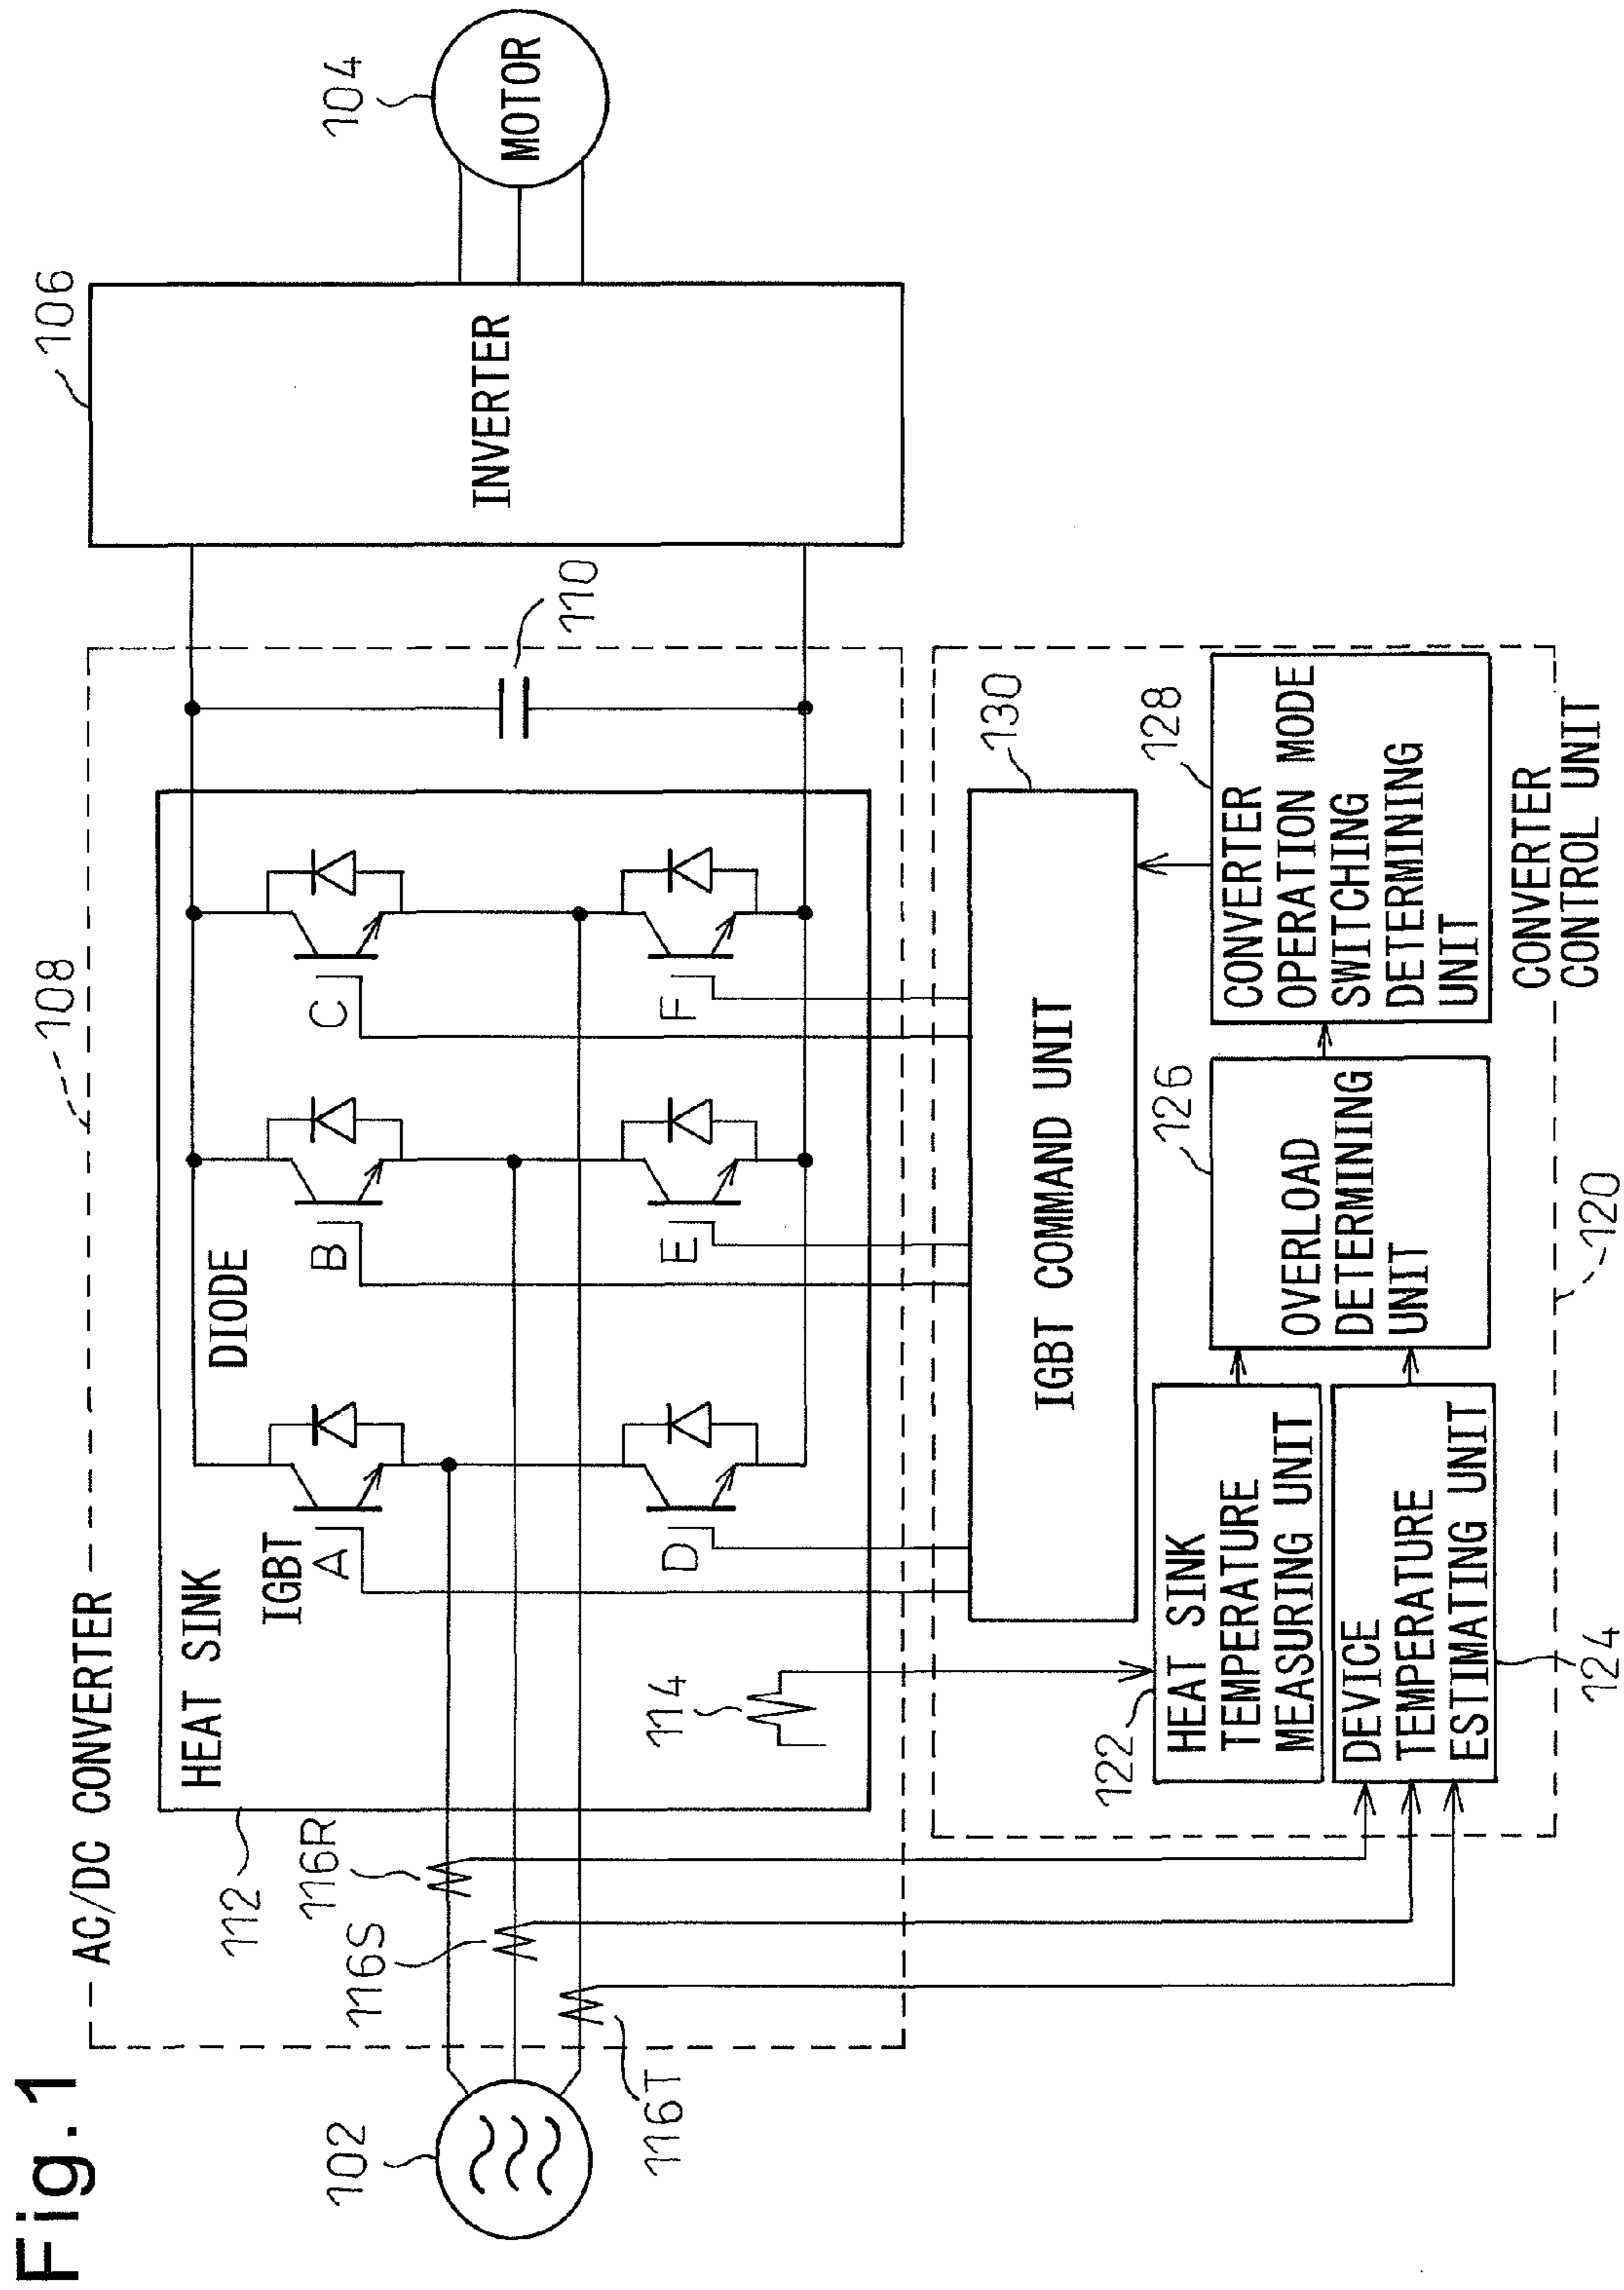 Fig.1
AC/DC CONVERTER
108
106
104
HEAT SINK
112
DIODE
IGBT
A
B
C
D
E
F
110
INVERTER
MOTOR
102
116R
116S
116T
114
130
IGBT COMMAND UNIT
122
HEAT SINK
TEMPERATURE
MEASURING UNIT
DEVICE
TEMPERATURE
ESTIMATING UNIT
124
126
OVERLOAD
DETERMINING
UNIT
128
CONVERTER
OPERATION MODE
SWITCHING
DETERMINING
UNIT
CONVERTER
CONTROL UNIT
120